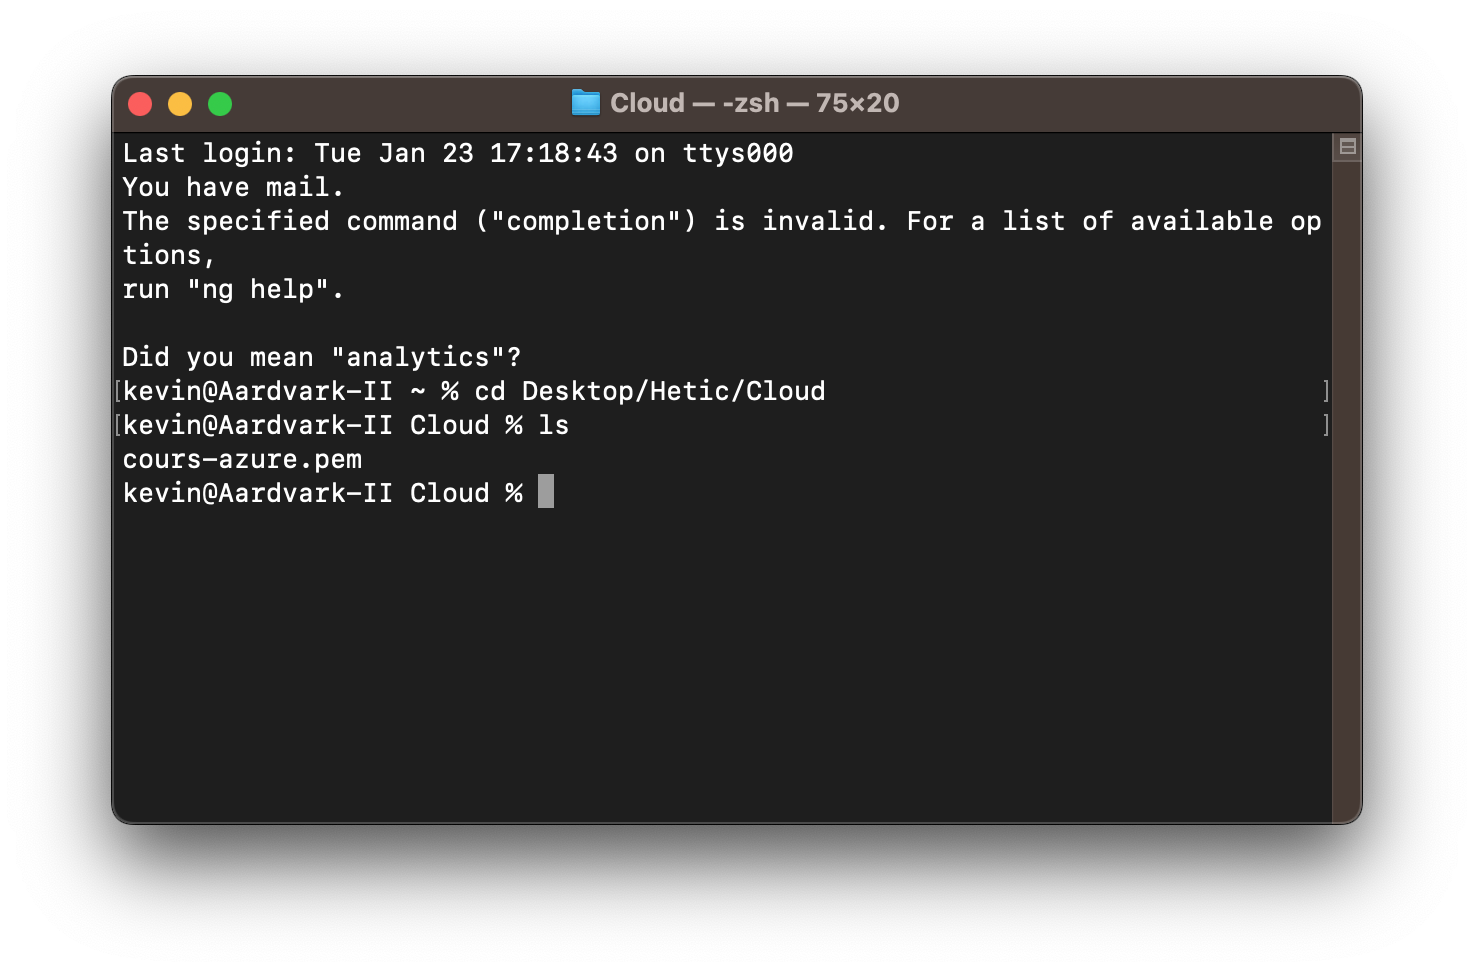 Cloud — -zsh — 75×20
Last login: Tue Jan 23 17:18:43 on ttys000
You have mail.
The specified command ("completion") is invalid. For a list of available op
tions,
run "ng help".
Did you mean "analytics"?
[kevin@Aardvark-II ~ % cd Desktop/Hetic/Cloud ]
[kevin@Aardvark-II Cloud % ls ]
cours-azure.pem
kevin@Aardvark-II Cloud %